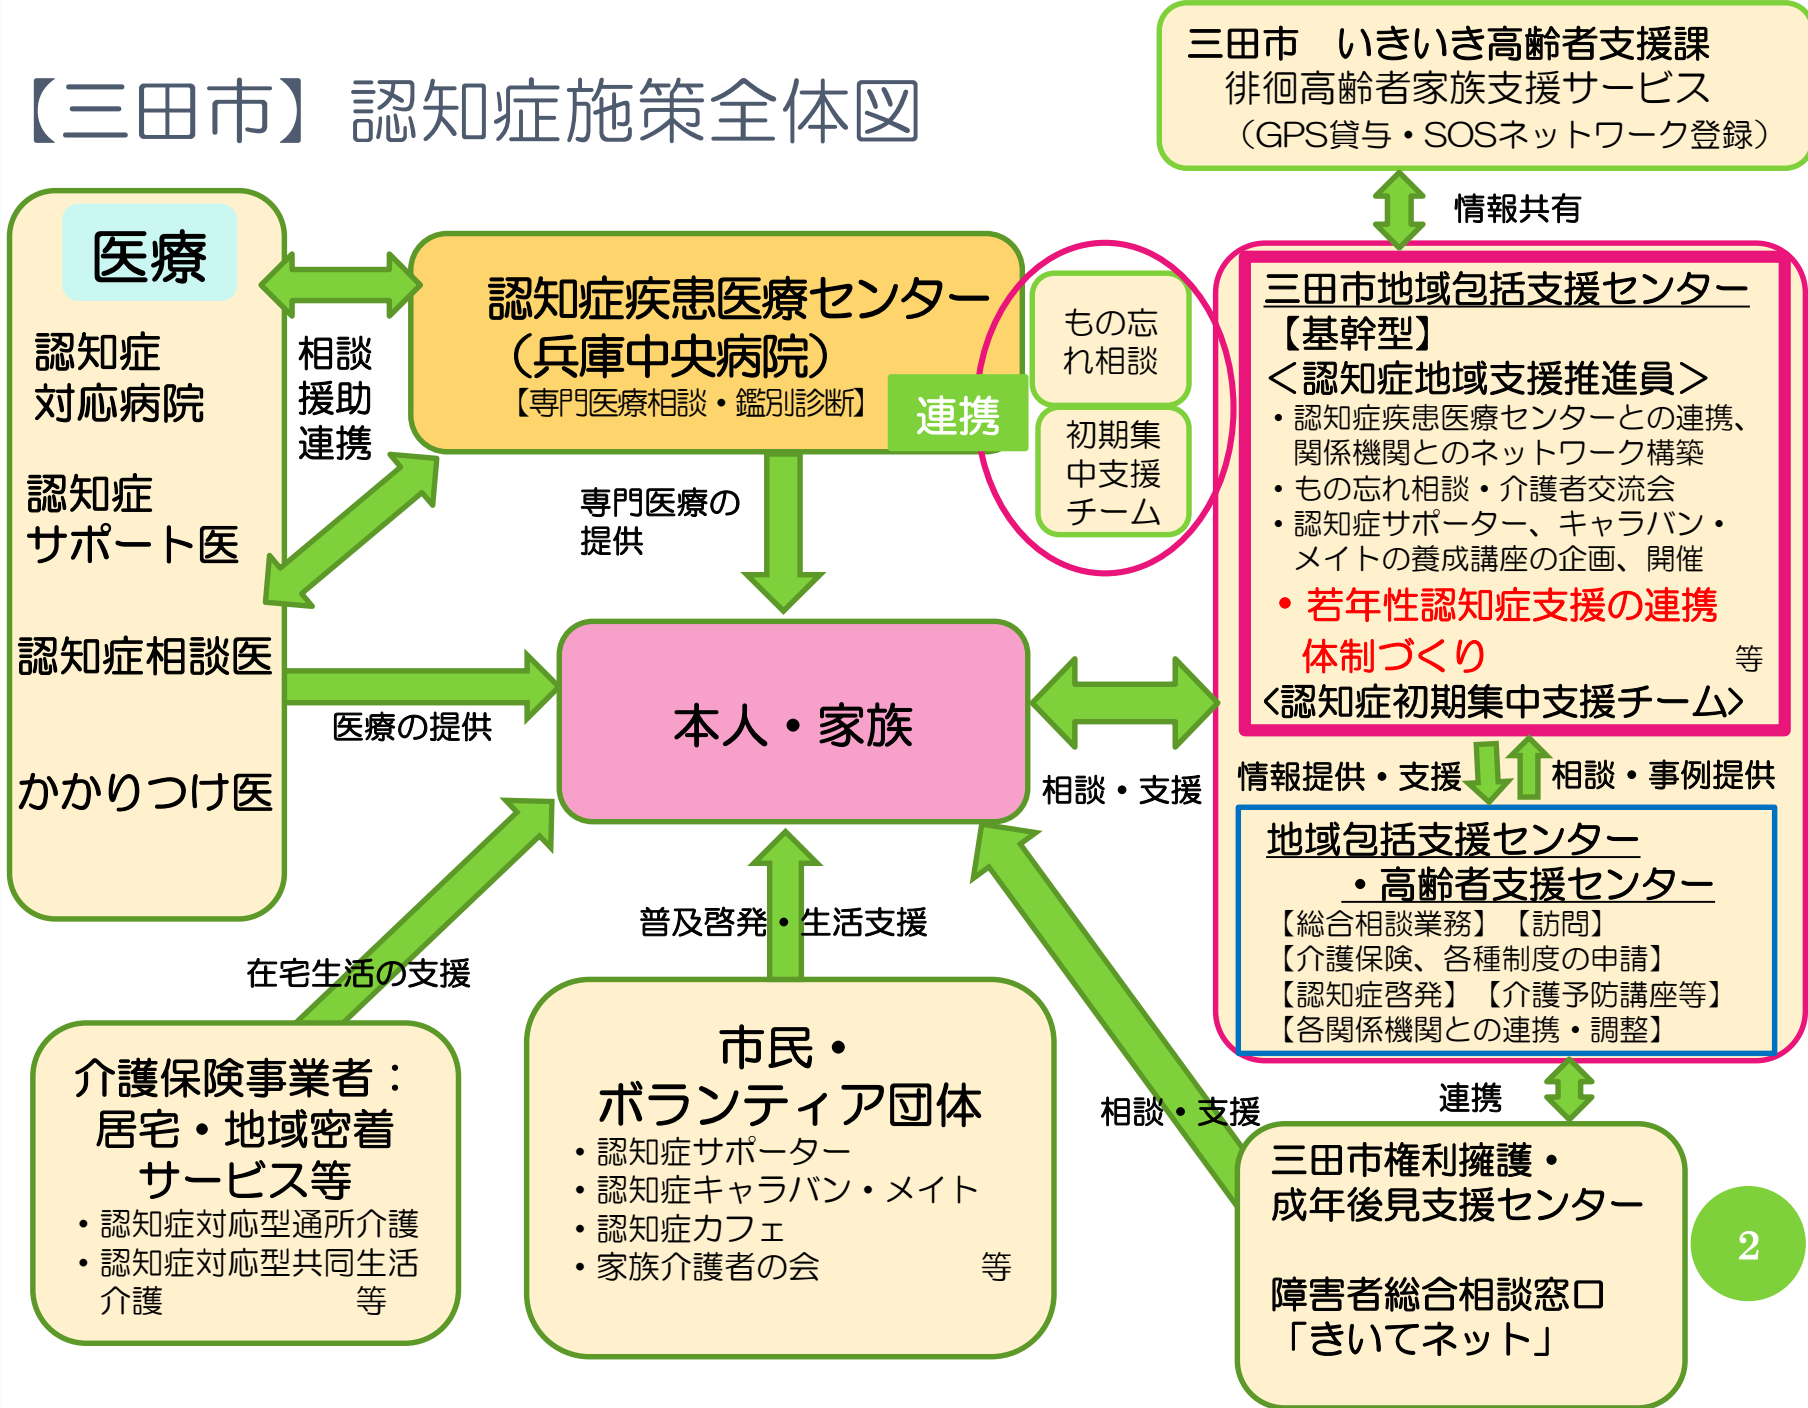 【三田市】 認知症施策全体図
三田市　いきいき高齢者支援課
徘徊高齢者家族支援サービス
（GPS貸与・SOSネットワーク登録）
情報共有
医療
認知症
対応病院
認知症
サポート医
認知症相談医
かかりつけ医
相談
援助
連携
認知症疾患医療センター
（兵庫中央病院）
【専門医療相談・鑑別診断】
連携
もの忘
れ相談
初期集
中支援
チーム
専門医療の
提供
医療の提供
本人・家族
相談・支援
三田市地域包括支援センター
【基幹型】
＜認知症地域支援推進員＞
・認知症疾患医療センターとの連携、
関係機関とのネットワーク構築
・もの忘れ相談・介護者交流会
・認知症サポーター、キャラバン・
メイトの養成講座の企画、開催
・若年性認知症支援の連携
体制づくり 等
<認知症初期集中支援チーム>
情報提供・支援
相談・事例提供
地域包括支援センター
・高齢者支援センター
【総合相談業務】【訪問】
【介護保険、各種制度の申請】
【認知症啓発】【介護予防講座等】
【各関係機関との連携・調整】
連携
普及啓発・生活支援
在宅生活の支援
相談・支援
介護保険事業者：
居宅・地域密着
サービス等
・認知症対応型通所介護
・認知症対応型共同生活
介護 等
市民・
ボランティア団体
・認知症サポーター
・認知症キャラバン・メイト
・認知症カフェ
・家族介護者の会 等
三田市権利擁護・
成年後見支援センター
障害者総合相談窓口
「きいてネット」
2